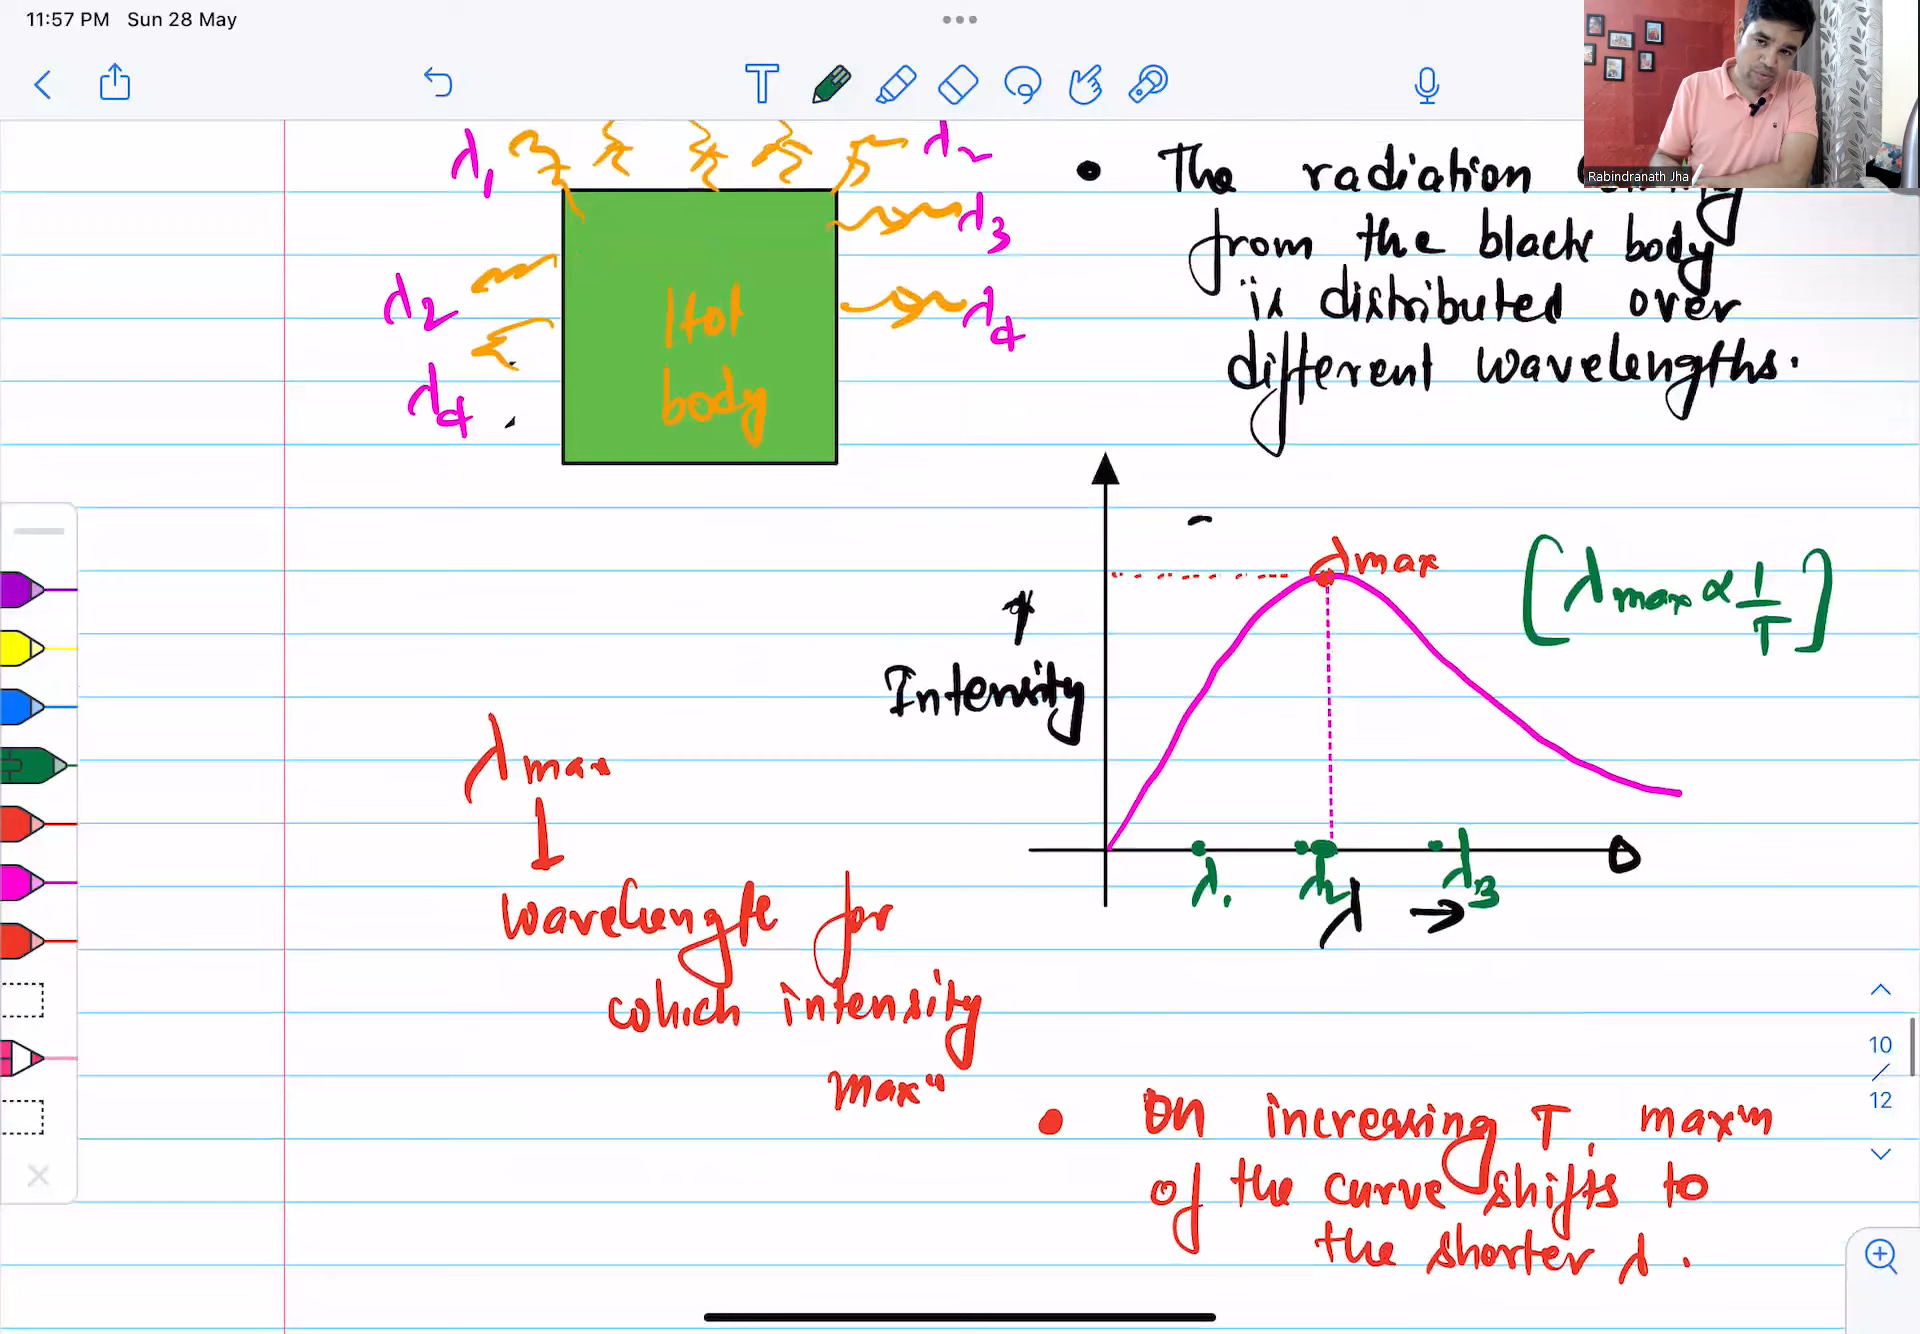 11:57 PM Sun 28 May
T
Rabindranath Jha
λ1
λ2
λ3
λ2
λ4
λ4
Hot
body
• The radiation
from the black body
is distributed over
different wavelengths.
λmax
[λmax ∝ 1/T]
Intensity
λ1 λ2 λ3
λ →
λmax
wavelength for
which intensity
maxm
• On increasing T, maxm
of the curve shifts to
the shorter λ.
10
/
12